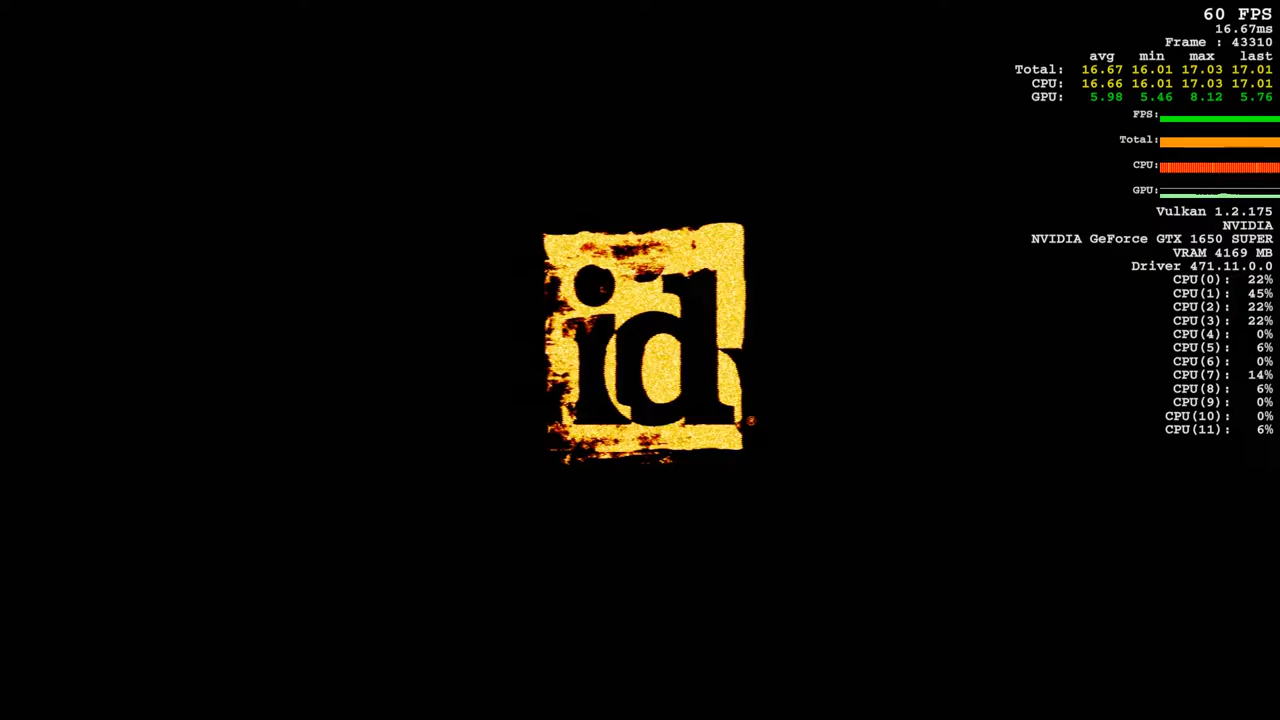 60 FPS
16.67ms
Frame : 43310
avg min max last
Total: 16.67 16.01 17.03 17.01
CPU: 16.66 16.01 17.03 17.01
GPU: 5.98 5.46 8.12 5.76
FPS:
Total:
CPU:
GPU:
Vulkan 1.2.175
NVIDIA
NVIDIA GeForce GTX 1650 SUPER
VRAM 4169 MB
Driver 471.11.0.0
CPU(0): 22%
CPU(1): 45%
CPU(2): 22%
CPU(3): 22%
CPU(4): 0%
CPU(5): 6%
CPU(6): 0%
CPU(7): 14%
CPU(8): 6%
CPU(9): 0%
CPU(10): 0%
CPU(11): 6%
id
®